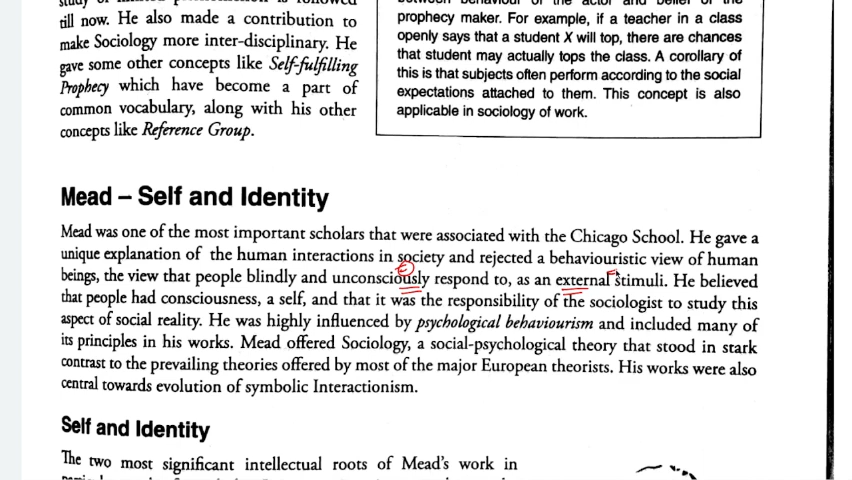 study of
till now. He also made a contribution to
make Sociology more inter-disciplinary. He
gave some other concepts like Self-fulfilling
Prophecy which have become a part of
common vocabulary, along with his other
concepts like Reference Group.
between behaviour of the actor and belief of the
prophecy maker. For example, if a teacher in a class
openly says that a student X will top, there are chances
that student may actually tops the class. A corollary of
this is that subjects often perform according to the social
expectations attached to them. This concept is also
applicable in sociology of work.
Mead – Self and Identity
Mead was one of the most important scholars that were associated with the Chicago School. He gave a
unique explanation of the human interactions in society and rejected a behaviouristic view of human
beings, the view that people blindly and unconsciously respond to, as an external stimuli. He believed
that people had consciousness, a self, and that it was the responsibility of the sociologist to study this
aspect of social reality. He was highly influenced by psychological behaviourism and included many of
its principles in his works. Mead offered Sociology, a social-psychological theory that stood in stark
contrast to the prevailing theories offered by most of the major European theorists. His works were also
central towards evolution of symbolic Interactionism.
Self and Identity
The two most significant intellectual roots of Mead's work in